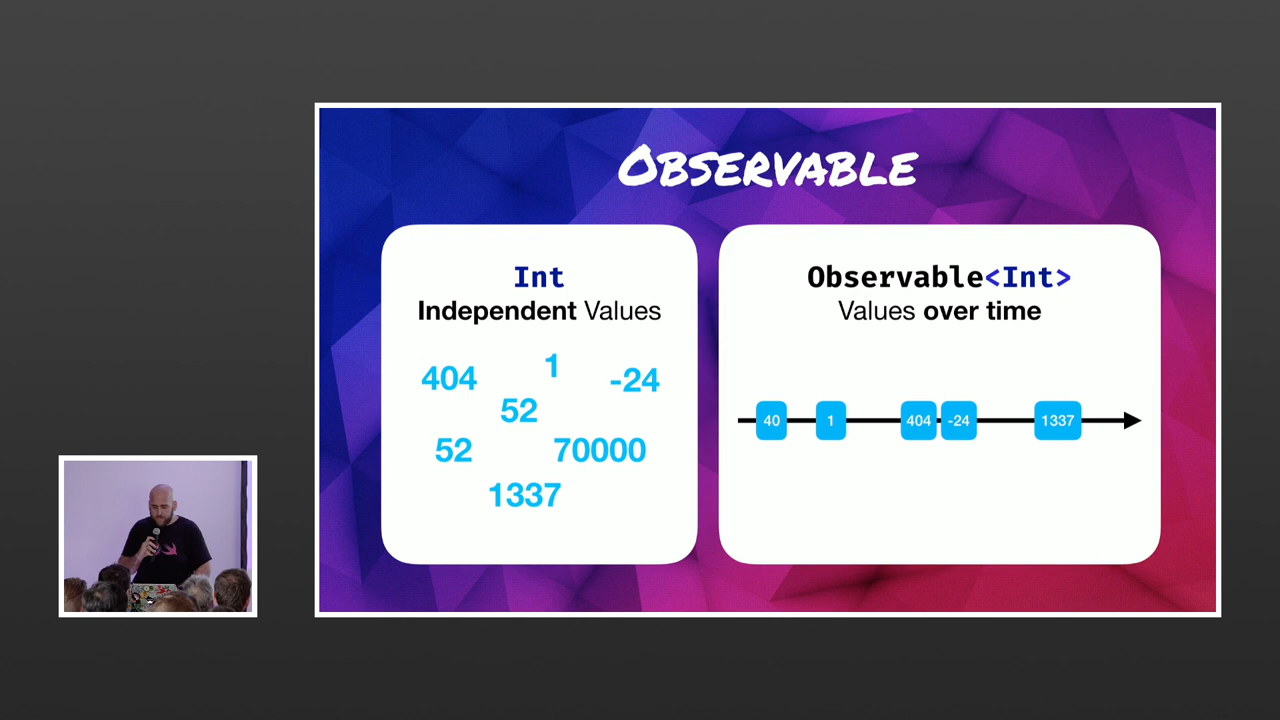 OBSERVABLE
Int
Independent Values
404
1
-24
52
52
70000
1337
Observable<Int>
Values over time
40 1 404 -24 1337